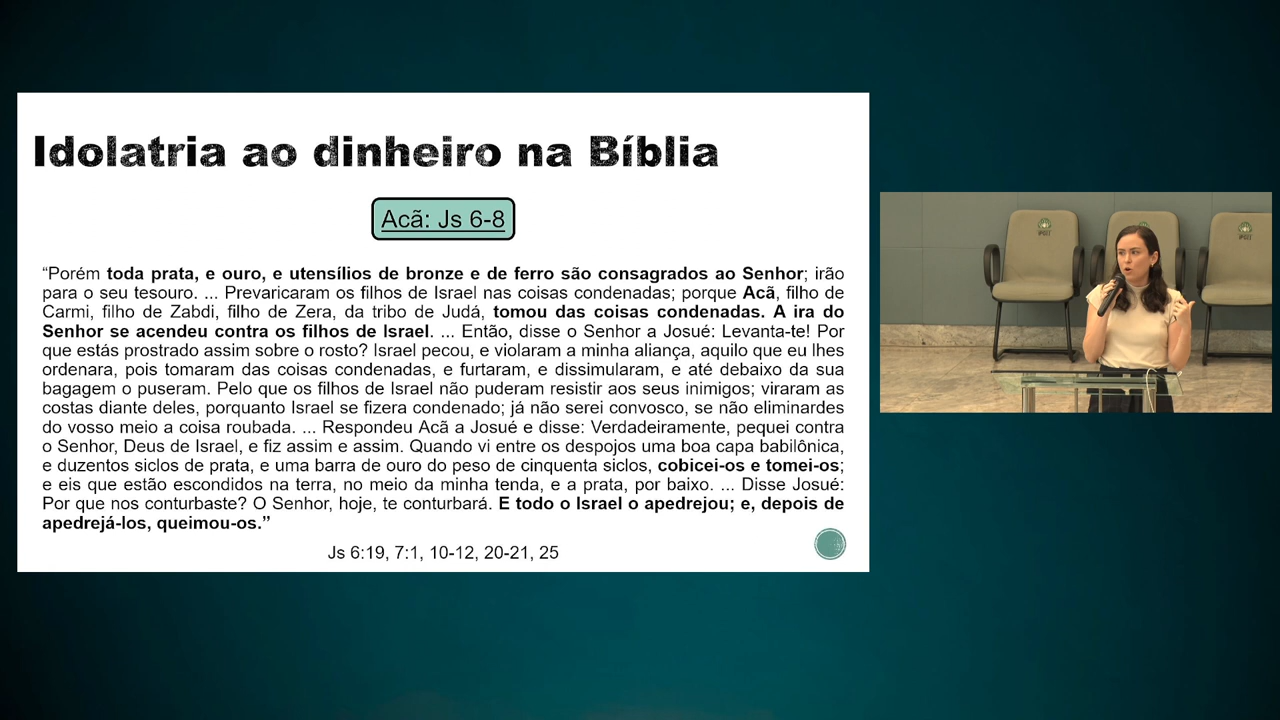 Idolatria ao dinheiro na Bíblia
Acã: Js 6-8
“Porém toda prata, e ouro, e utensílios de bronze e de ferro são consagrados ao Senhor; irão
para o seu tesouro. ... Prevaricaram os filhos de Israel nas coisas condenadas; porque Acã, filho de
Carmi, filho de Zabdi, filho de Zera, da tribo de Judá, tomou das coisas condenadas. A ira do
Senhor se acendeu contra os filhos de Israel. ... Então, disse o Senhor a Josué: Levanta-te! Por
que estás prostrado assim sobre o rosto? Israel pecou, e violaram a minha aliança, aquilo que eu lhes
ordenara, pois tomaram das coisas condenadas, e furtaram, e dissimularam, e até debaixo da sua
bagagem o puseram. Pelo que os filhos de Israel não puderam resistir aos seus inimigos; viraram as
costas diante deles, porquanto Israel se fizera condenado; já não serei convosco, se não eliminardes
do vosso meio a coisa roubada. ... Respondeu Acã a Josué e disse: Verdadeiramente, pequei contra
o Senhor, Deus de Israel, e fiz assim e assim. Quando vi entre os despojos uma boa capa babilônica,
e duzentos siclos de prata, e uma barra de ouro do peso de cinquenta siclos, cobicei-os e tomei-os;
e eis que estão escondidos na terra, no meio da minha tenda, e a prata, por baixo. ... Disse Josué:
Por que nos conturbaste? O Senhor, hoje, te conturbará. E todo o Israel o apedrejou; e, depois de
apedrejá-los, queimou-os.”
Js 6:19, 7:1, 10-12, 20-21, 25